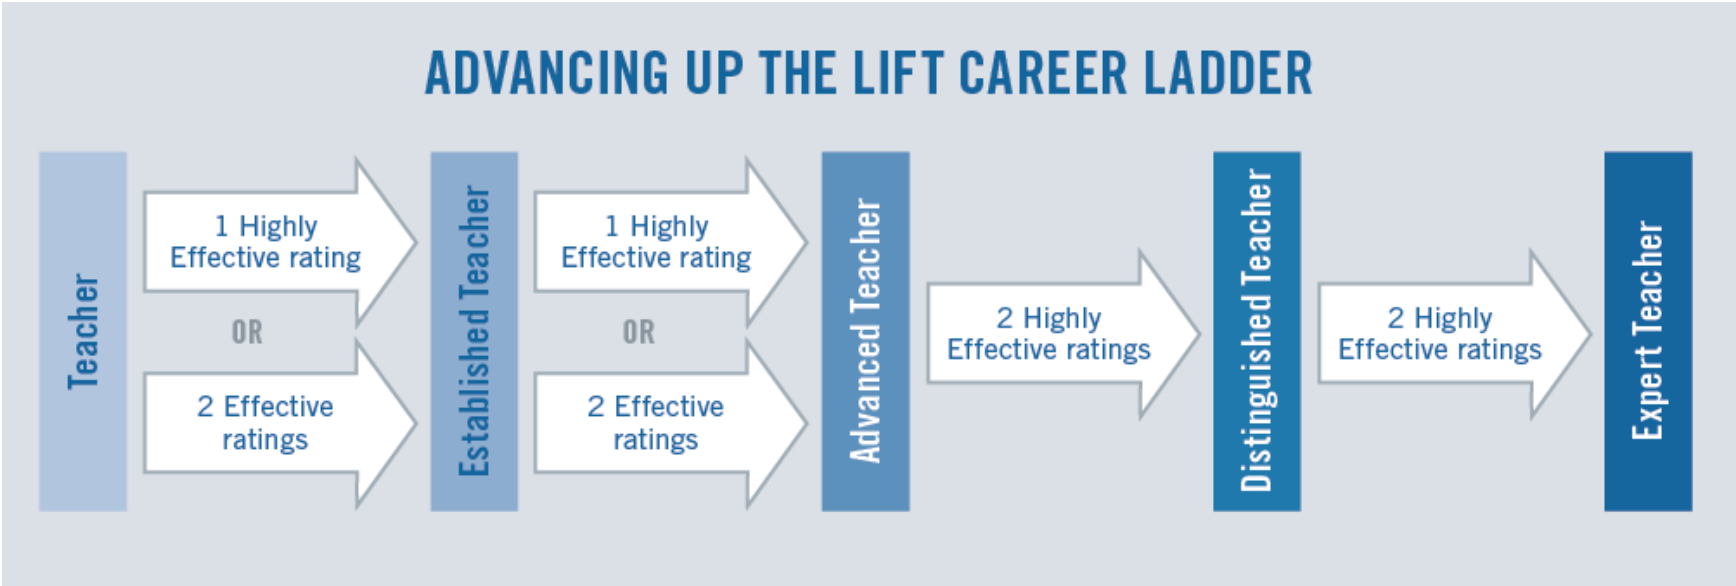 ADVANCING UP THE LIFT CAREER LADDER
Teacher
1 Highly
Effective rating
OR
2 Effective
ratings
Established Teacher
1 Highly
Effective rating
OR
2 Effective
ratings
Advanced Teacher
2 Highly
Effective ratings
Distinguished Teacher
2 Highly
Effective ratings
Expert Teacher